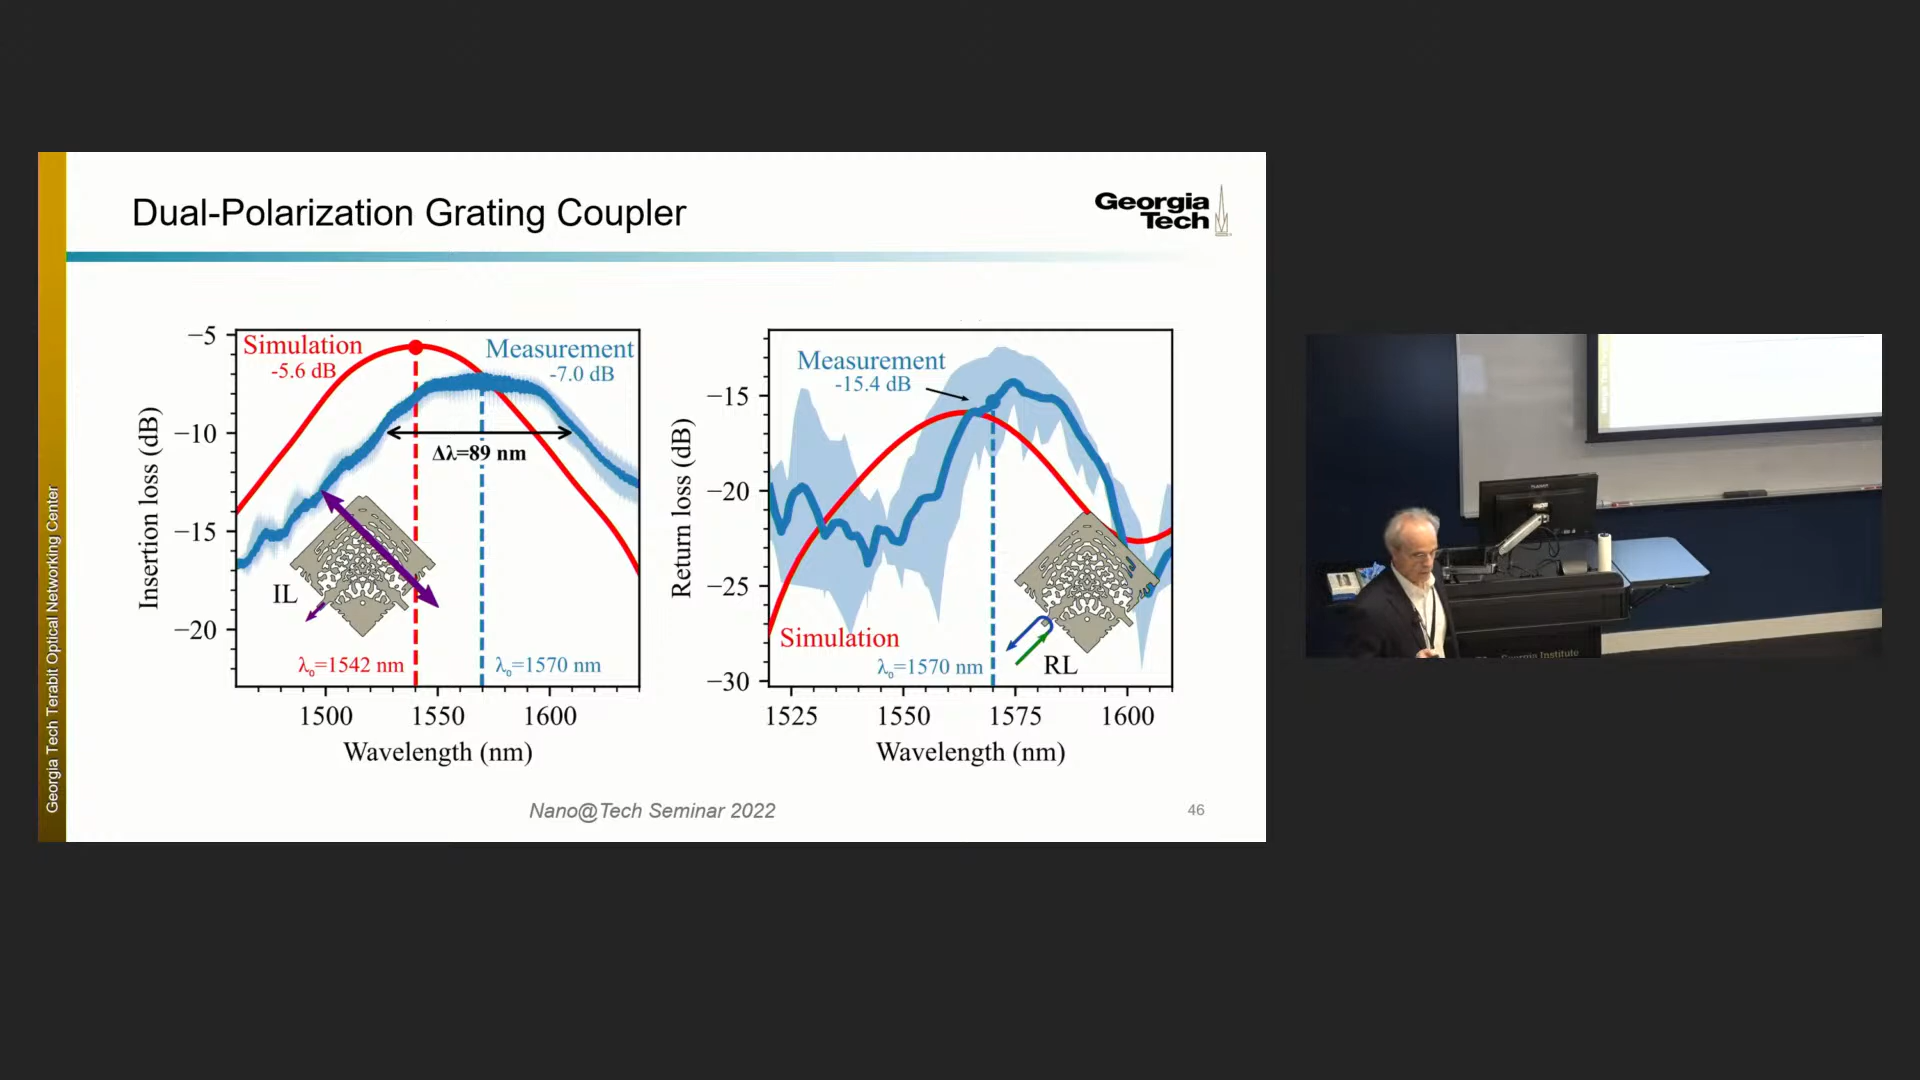 Dual-Polarization Grating Coupler
Georgia
Tech
Georgia Tech Terabit Optical Networking Center
Simulation
-5.6 dB
Measurement
-7.0 dB
Δλ=89 nm
IL
λ₀=1542 nm
λ₀=1570 nm
−5
−10
−15
−20
Insertion loss (dB)
1500 1550 1600
Wavelength (nm)
Measurement
-15.4 dB
Simulation
λ₀=1570 nm
RL
−15
−20
−25
−30
Return loss (dB)
1525 1550 1575 1600
Wavelength (nm)
Nano@Tech Seminar 2022
46
Georgia Institute